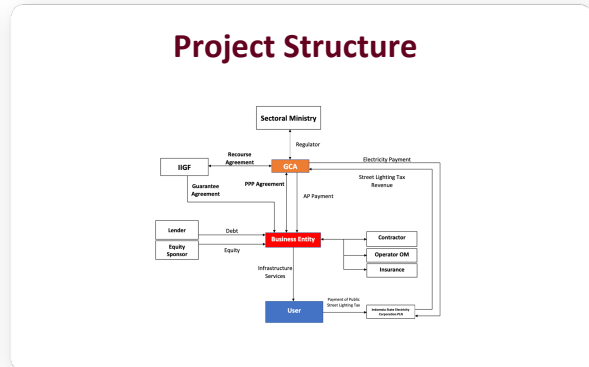 Project Structure
Sectoral Ministry
Regulator
Recourse
Agreement
Electricity Payment
IIGF
GCA
Street Lighting Tax
Revenue
Guarantee
Agreement
PPP Agreement
AP Payment
Lender
Debt
Equity
Sponsor
Equity
Business Entity
Contractor
Operator OM
Insurance
Infrastructure
Services
User
Payment of Public
Street Lighting Tax
Indonesia State Electricity
Corporation PLN